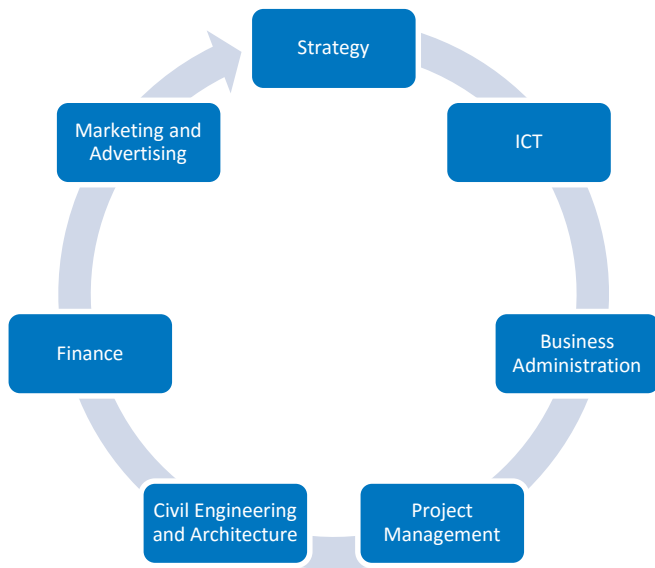 Strategy
ICT
Business
Administration
Project
Management
Civil Engineering
and Architecture
Finance
Marketing and
Advertising